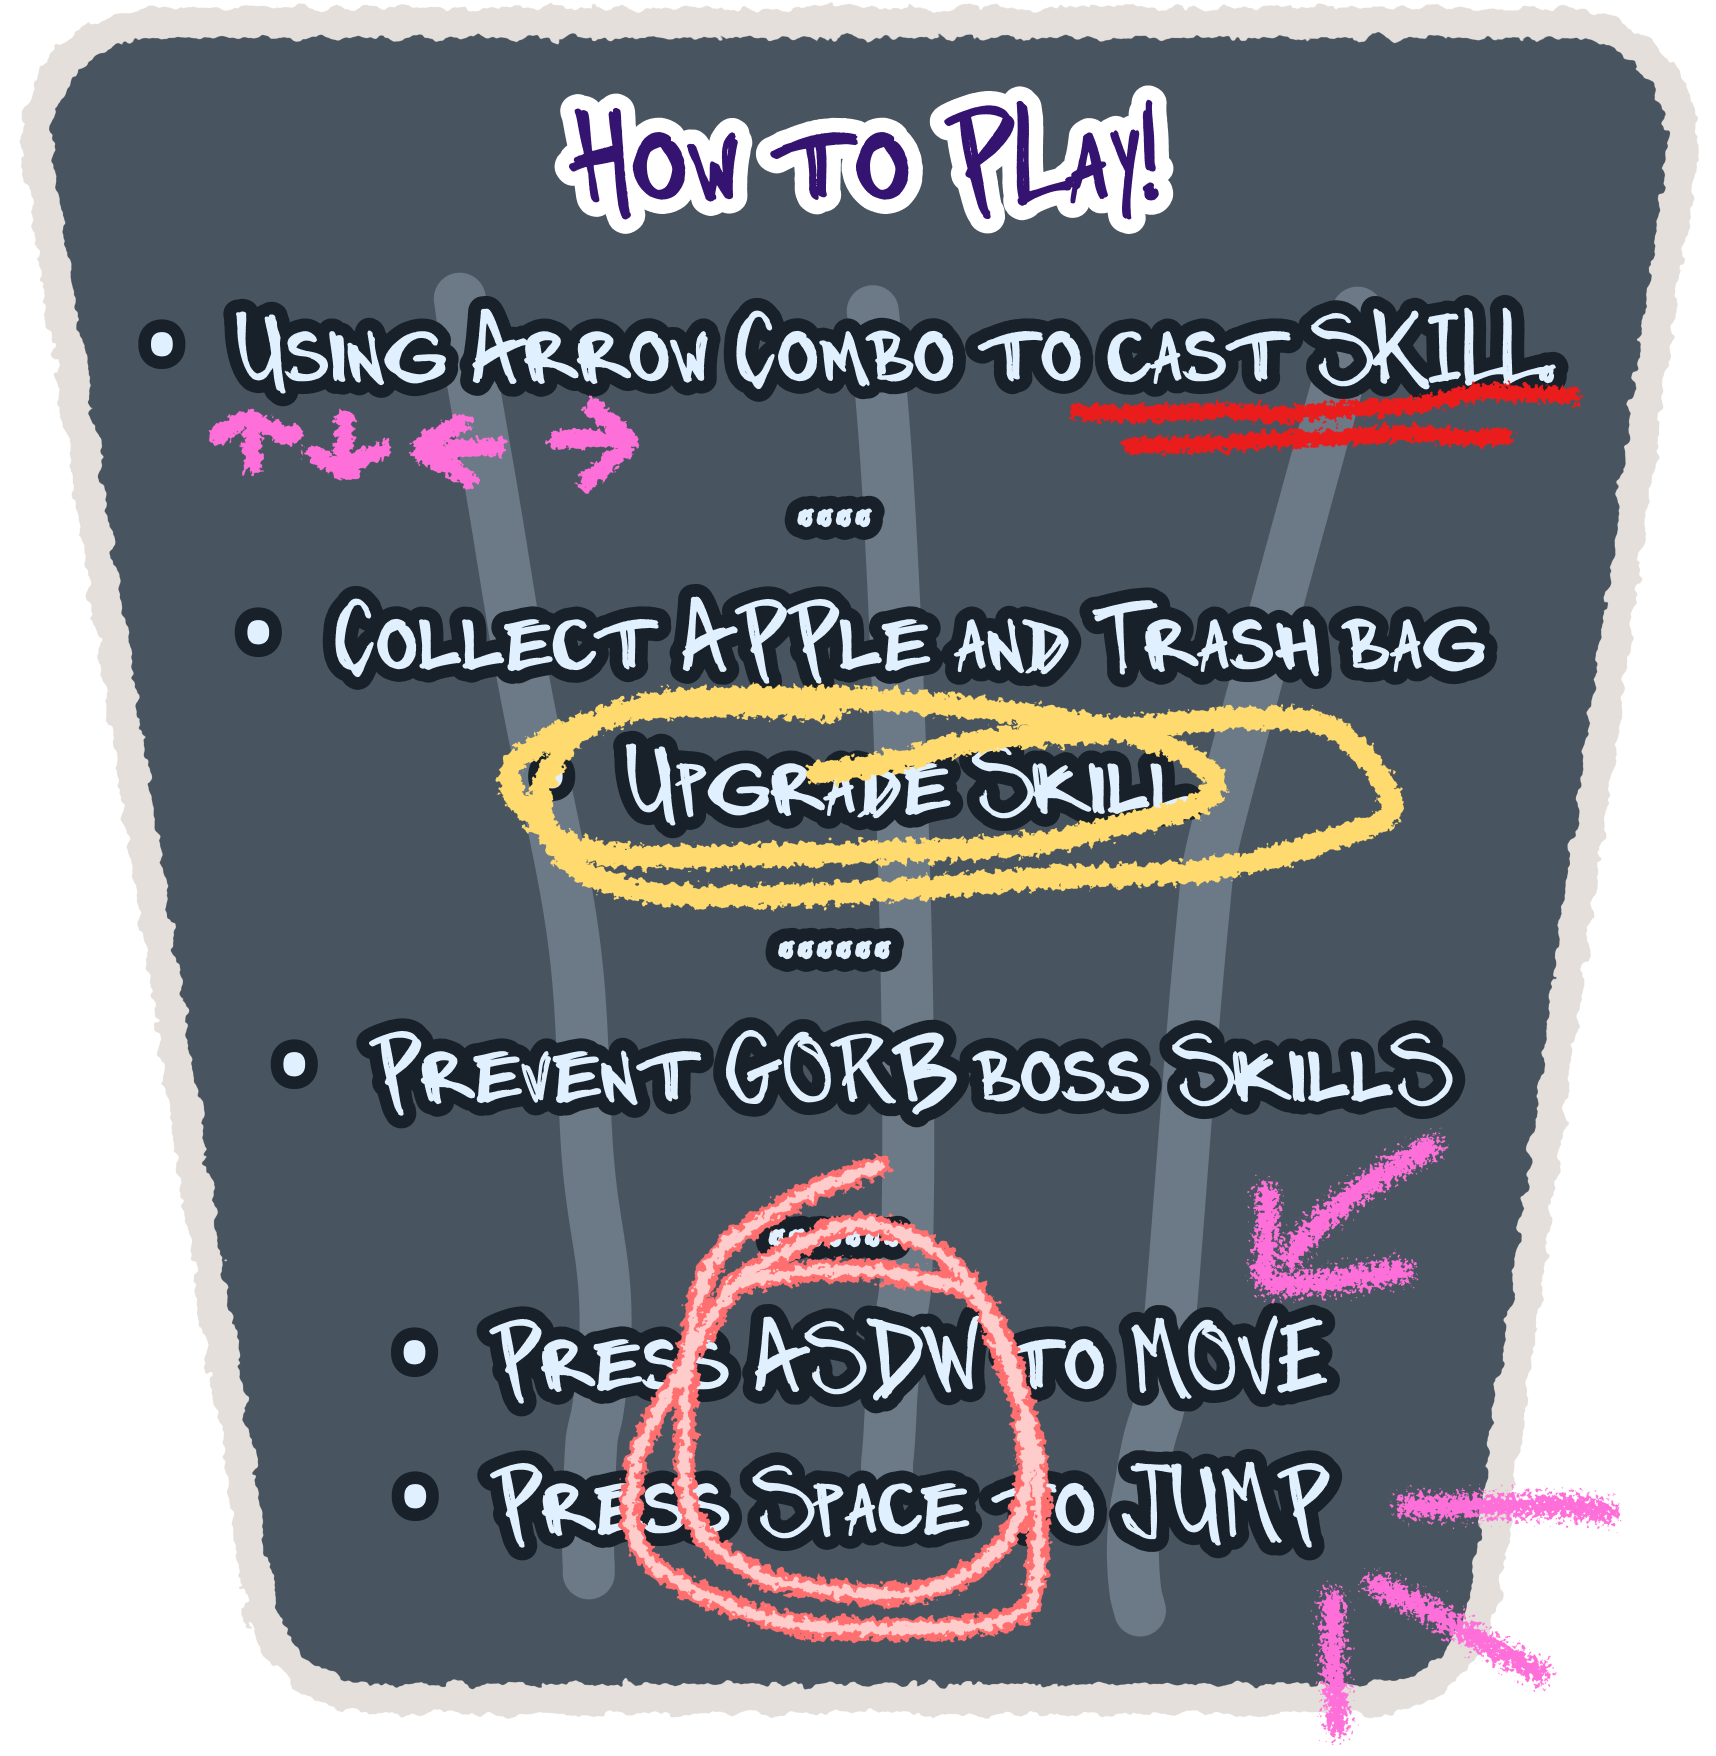 How to PLay!
• Using Arrow Combo to cast SKILL.
....
• Collect APPle and Trash bag
• Upgrade Skill
......
• Prevent GORB boss SkillS
.......
• Press ASDW to MOVE
• Press Space to JUMP